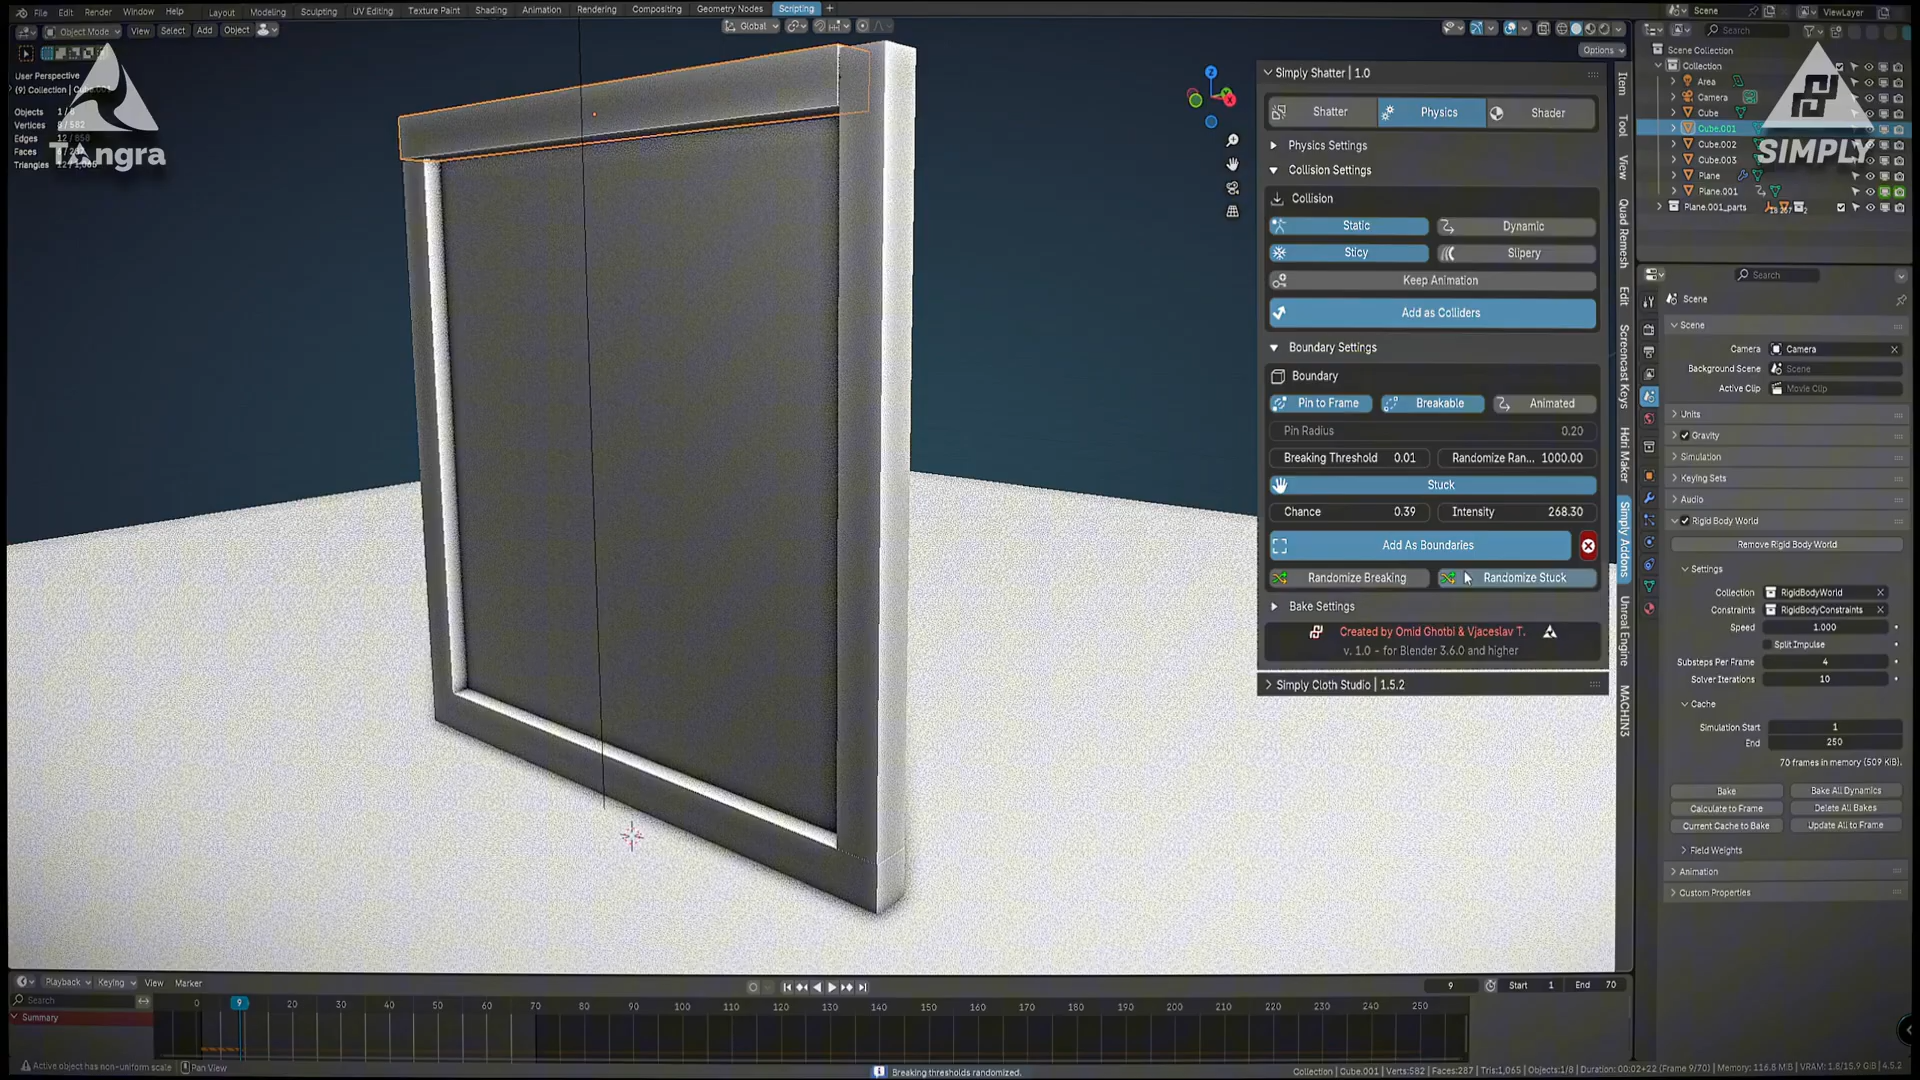 File Edit Render Window Help Layout Modeling Sculpting UV Editing Texture Paint Shading Animation Rendering Compositing Geometry Nodes Scripting +
Scene ViewLayer
Object Mode View Select Add Object
Global
Options
Search
User Perspective
(9) Collection | Cube.001
Objects
Vertices
Edges
Faces
Triangles
Tangra
SIMPLY
Scene Collection
Collection
Area
Camera
Cube
Cube.001
Cube.002
Cube.003
Plane
Plane.001
Plane.001_parts
Simply Shatter | 1.0
Shatter Physics Shader
Physics Settings
Collision Settings
Collision
Static Dynamic
Sticy Slipery
Keep Animation
Add as Colliders
Boundary Settings
Boundary
Pin to Frame Breakable Animated
Pin Radius 0.20
Breaking Threshold 0.01 Randomize Ran... 1000.00
Stuck
Chance 0.39 Intensity 268.30
Add As Boundaries
Randomize Breaking Randomize Stuck
Bake Settings
Created by Omid Ghotbi & Vjaceslav T.
v. 1.0 - for Blender 3.6.0 and higher
Simply Cloth Studio | 1.5.2
Item
Tool
View
Quad Remesh
Edit
Screencast Keys
Hdri Maker
Simply Addons
Unreal Engine
MACHIN3
Search
Scene
Scene
Camera Camera
Background Scene Scene
Active Clip Movie Clip
Units
Gravity
Simulation
Keying Sets
Audio
Rigid Body World
Remove Rigid Body World
Settings
Collection RigidBodyWorld
Constraints RigidBodyConstraints
Speed 1.000
Split Impulse
Substeps Per Frame 4
Solver Iterations 10
Cache
Simulation Start 1
End 250
70 frames in memory (509 KiB).
Bake Bake All Dynamics
Calculate to Frame Delete All Bakes
Current Cache to Bake Update All to Frame
Field Weights
Animation
Custom Properties
Playback Keying View Marker
9 Start 1 End 70
Search
0 9 20 30 40 50 60 70 80 90 100 110 120 130 140 150 160 170 180 190 200 210 220 230 240 250
Summary
Active object has non-uniform scale Pan View
Breaking thresholds randomized.
Collection | Cube.001 | Verts:582 | Faces:287 | Tris:1,065 | Objects:1/8 | Duration: 00:02+22 (Frame 9/70) | Memory: 116.8 MiB | VRAM: 1.8/15.9 GiB | 4.5.2